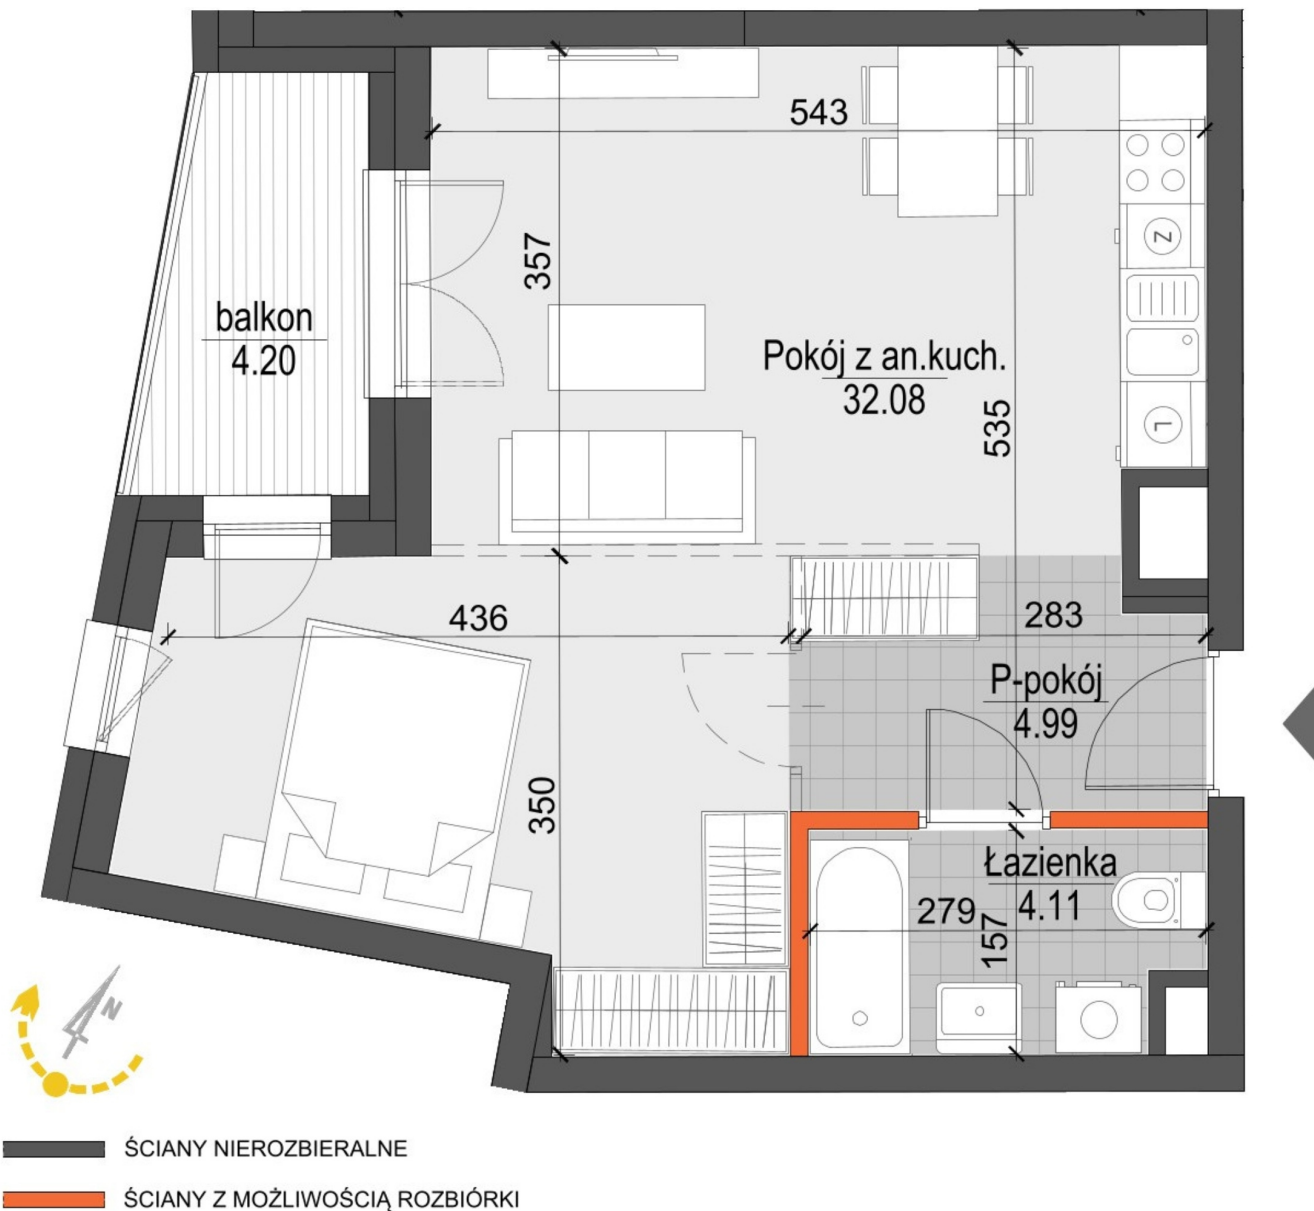 543
357
balkon
4.20
Z
Pokój z an.kuch.
32.08
535
L
436
283
P-pokój
4.99
350
Łazienka
4.11
279
157
N
ŚCIANY NIEROZBIERALNE
ŚCIANY Z MOŻLIWOŚCIĄ ROZBIÓRKI